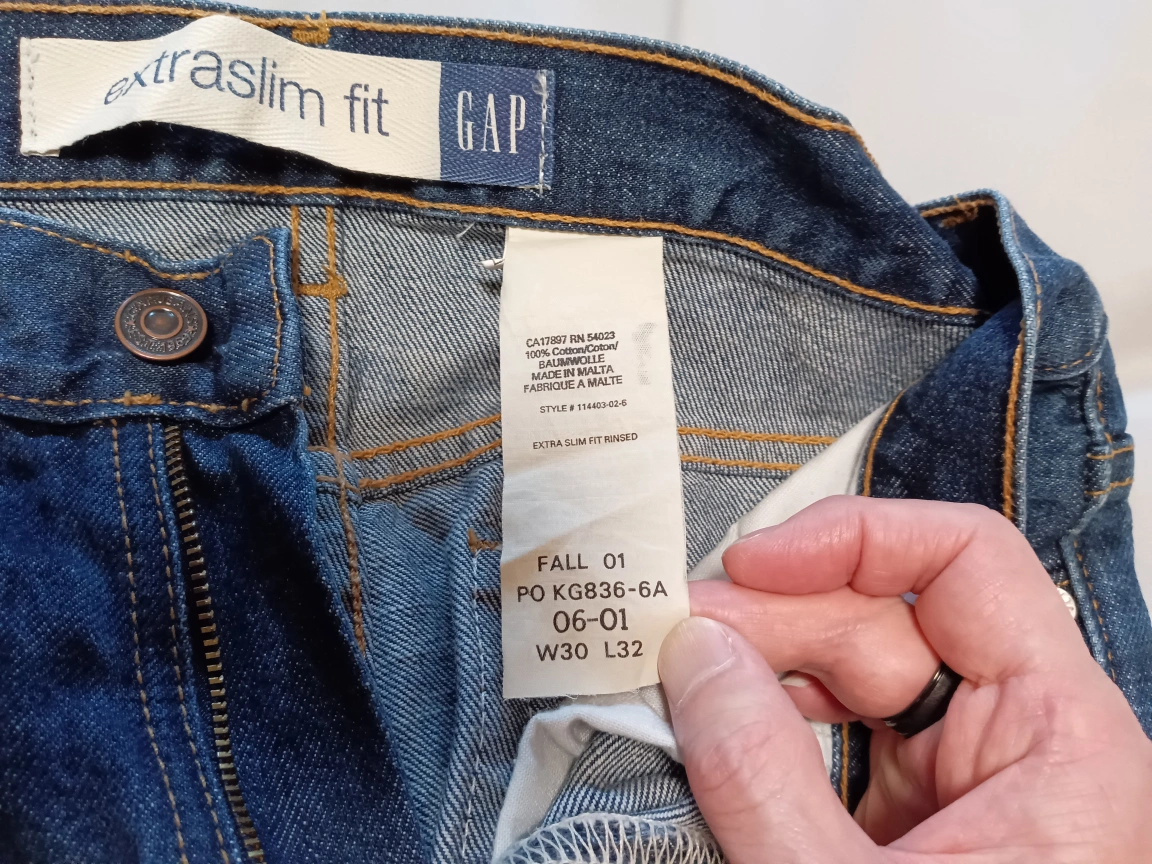 extraslim fit
GAP
CA17897 RN 54023
100% Cotton/Coton/
BAUMWOLLE
MADE IN MALTA
FABRIQUE A MALTE
STYLE # 114403-02-6
EXTRA SLIM FIT RINSED
FALL 01
PO KG836-6A
06-01
W30 L32